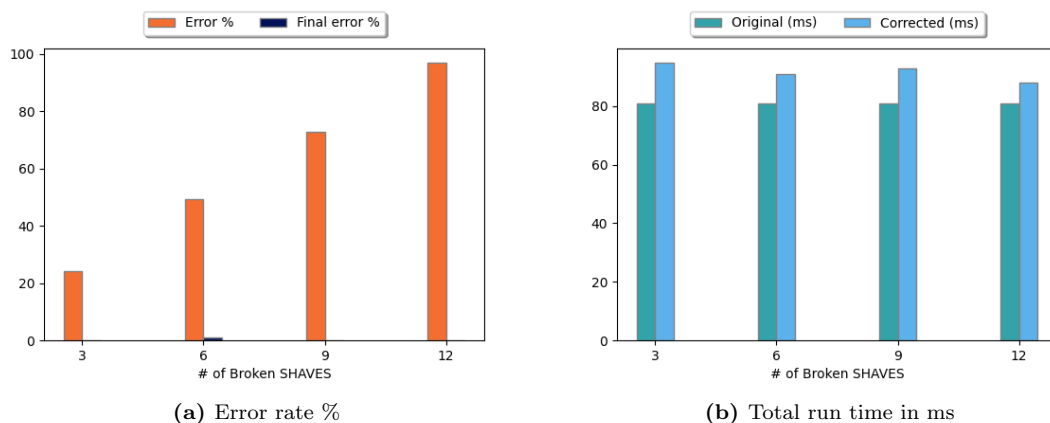 Error % Final error %
100
80
60
40
20
0
3 6 9 12
# of Broken SHAVES
(a) Error rate %
Original (ms) Corrected (ms)
80
60
40
20
0
3 6 9 12
# of Broken SHAVES
(b) Total run time in ms